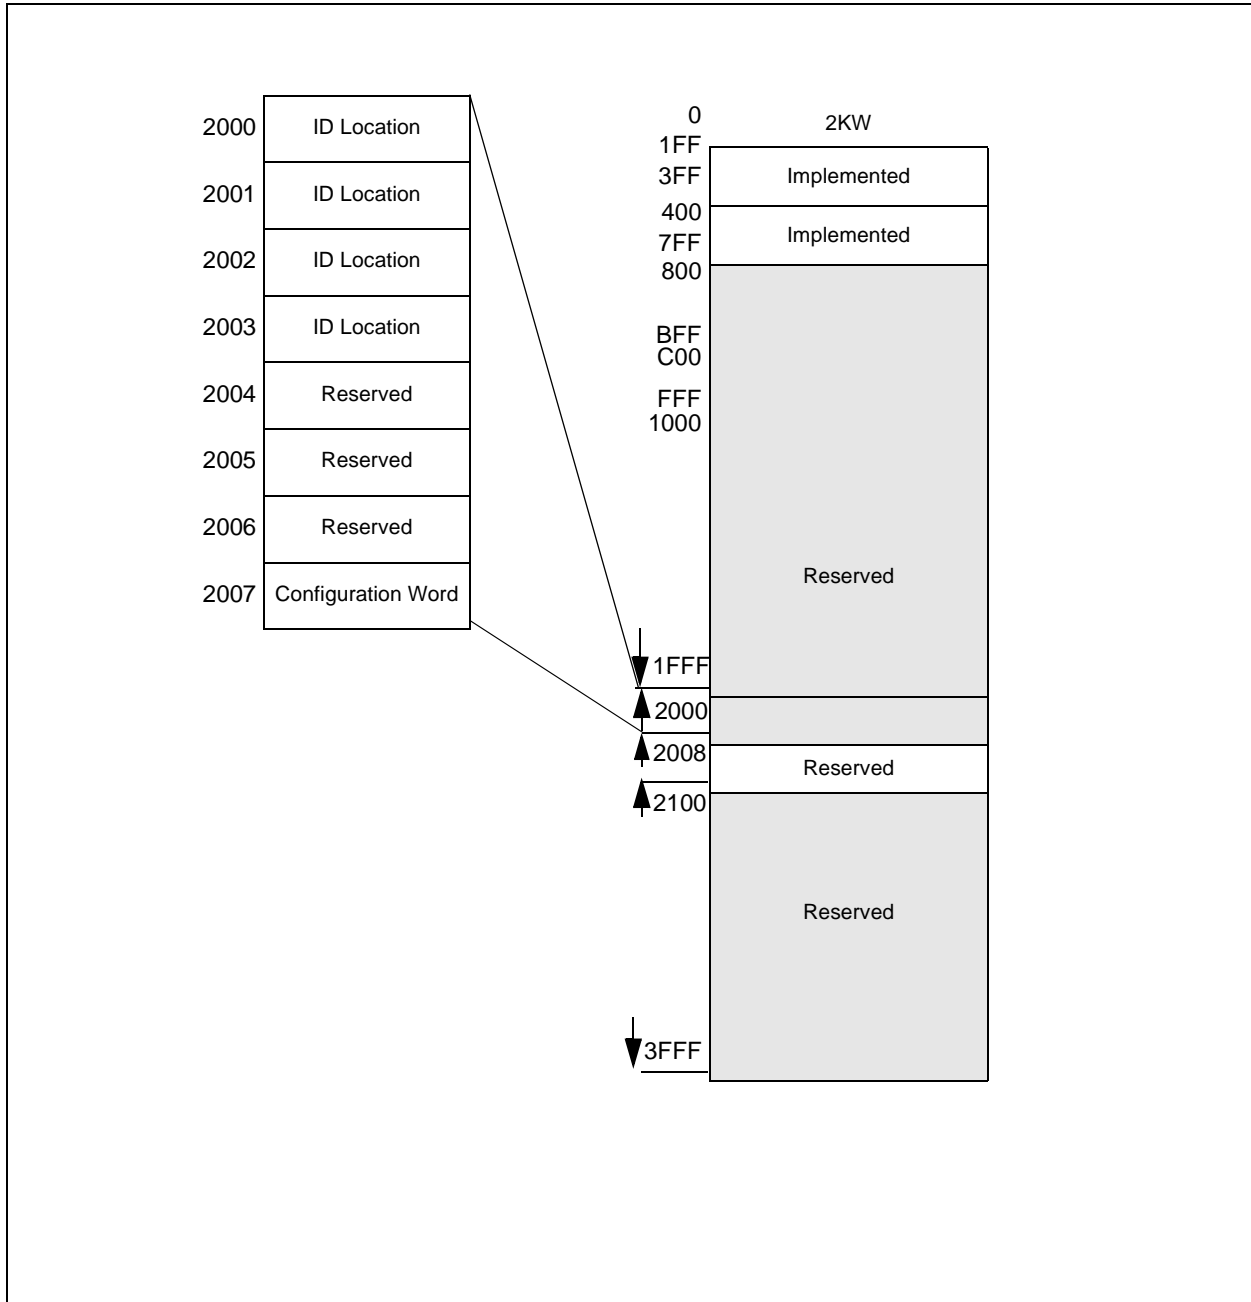 2000 ID Location
2001 ID Location
2002 ID Location
2003 ID Location
2004 Reserved
2005 Reserved
2006 Reserved
2007 Configuration Word
0
2KW
1FF
3FF Implemented
400
7FF Implemented
800
BFF
C00
FFF
1000
Reserved
1FFF
2000
2008
Reserved
2100
Reserved
3FFF